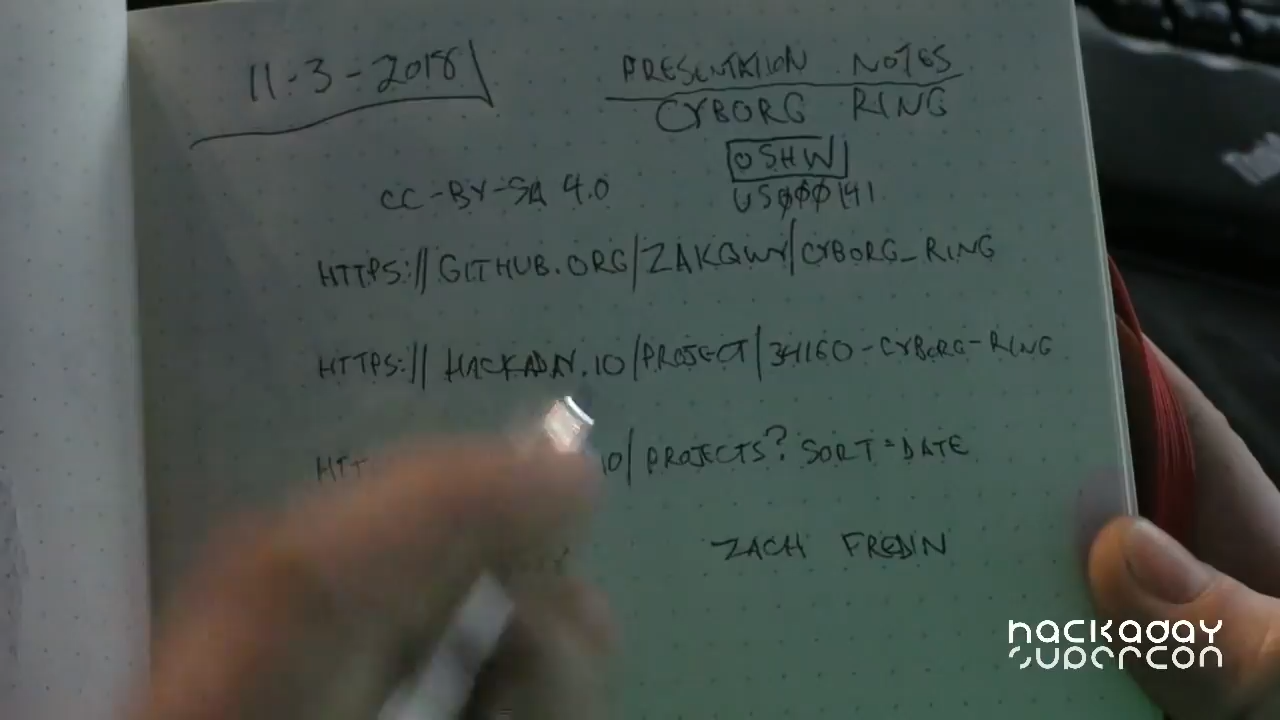 11-3-2018
PRESENTATION NOTES
CYBORG RING
OSHW
US000141
CC-BY-SA 4.0
HTTPS://GITHUB.ORG/ZAKQWY/CYBORG_RING
HTTPS://HACKADAY.IO/PROJECT/34160-CYBORG-RING
HTT IO/PROJECTS?SORT=DATE
ZACH FREDIN
hackaday
supercon